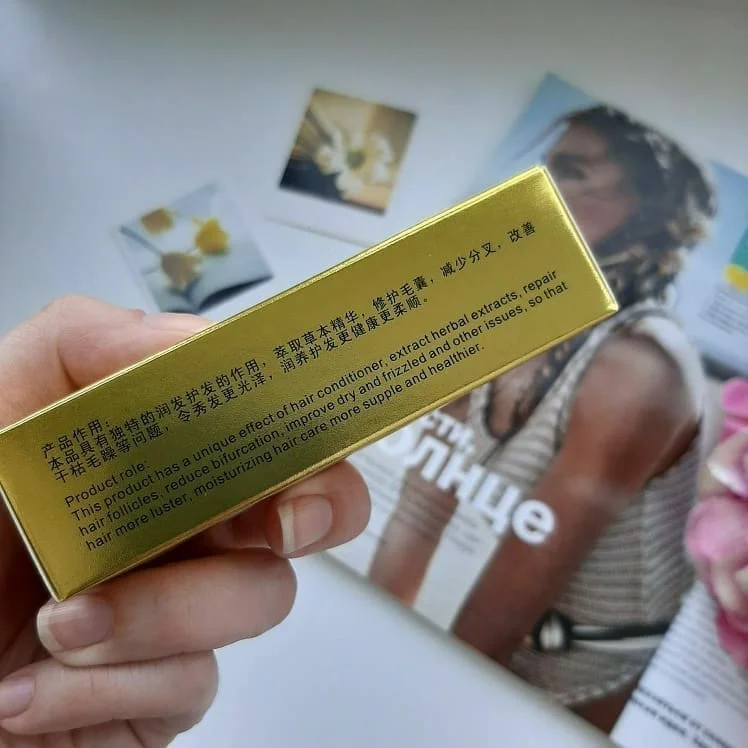 产品作用：
本品具有独特的润发护发的作用，萃取草本精华，修护毛囊，减少分叉，改善
干枯毛躁等问题，令秀发更光泽，润养护发更健康更柔顺。
Product role:
This product has a unique effect of hair conditioner, extract herbal extracts, repair
hair follicles, reduce bifurcation, improve dry and frizzled and other issues, so that
hair more luster, moisturizing hair care more supple and healthier.